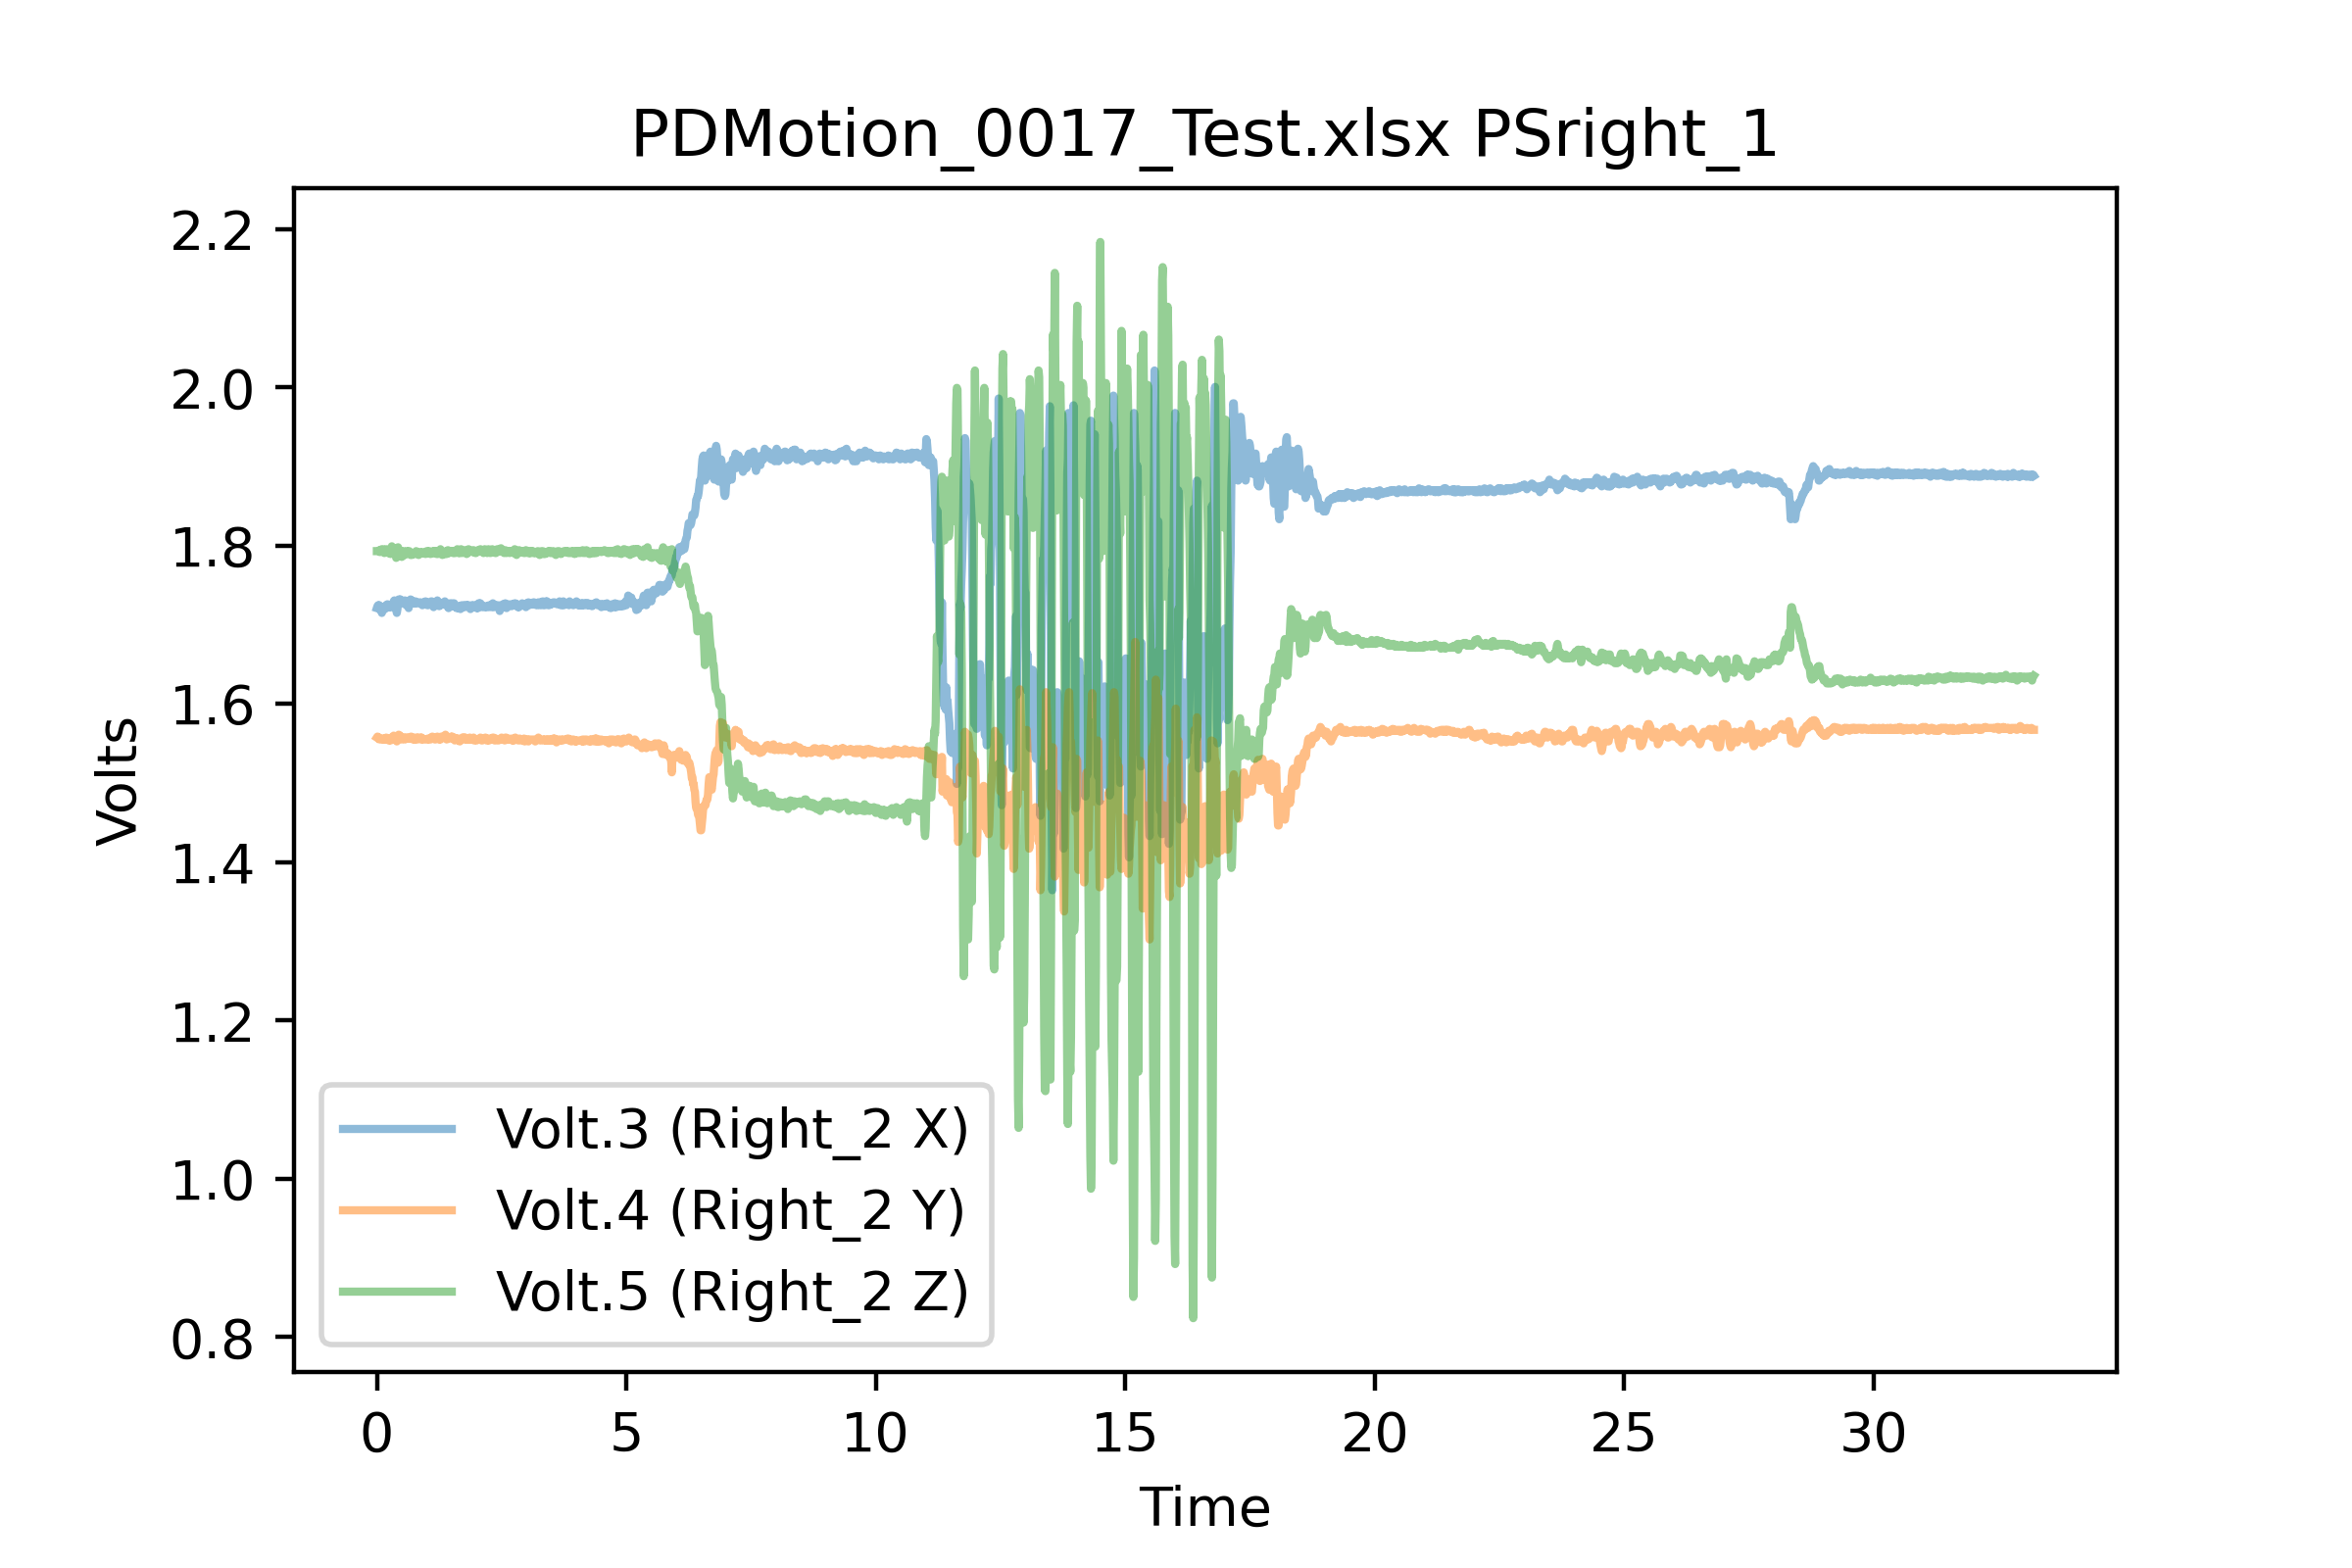 PDMotion_0017_Test.xlsx PSright_1
2.2
2.0
1.8
1.6
1.4
1.2
1.0
0.8
Volts
Volt.3 (Right_2 X)
Volt.4 (Right_2 Y)
Volt.5 (Right_2 Z)
0 5 10 15 20 25 30
Time